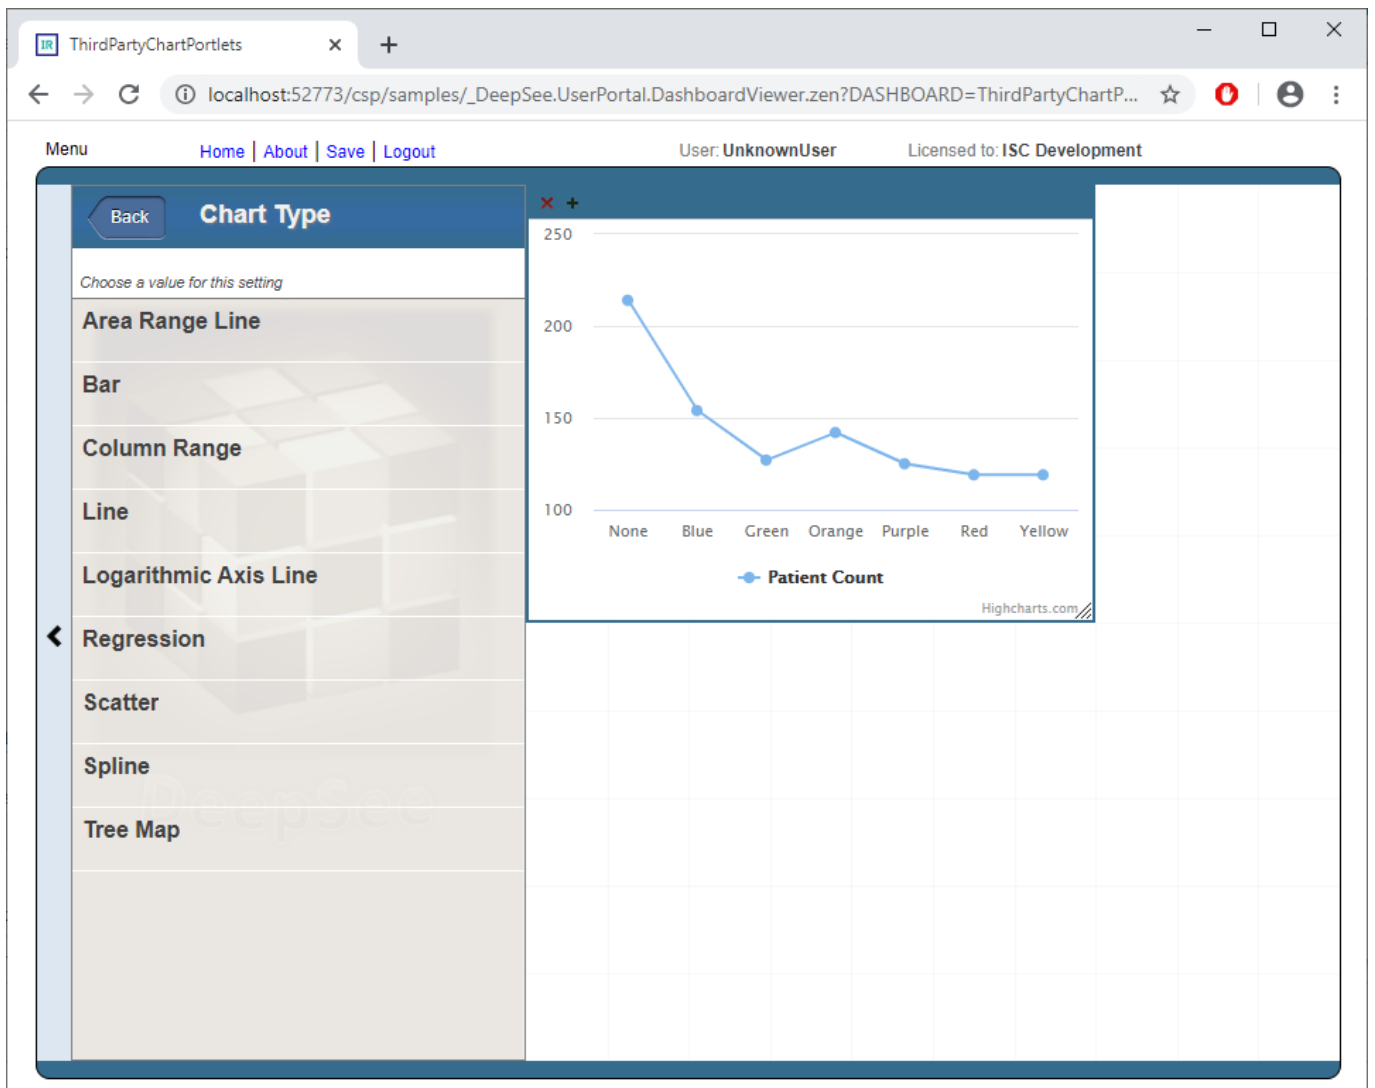 IR ThirdPartyChartPortlets
localhost:52773/csp/samples/_DeepSee.UserPortal.DashboardViewer.zen?DASHBOARD=ThirdPartyChartP...
Menu Home | About | Save | Logout User: UnknownUser Licensed to: ISC Development
Back Chart Type
Choose a value for this setting
Area Range Line
Bar
Column Range
Line
Logarithmic Axis Line
Regression
Scatter
Spline
Tree Map
DeepSee
250
200
150
100
None Blue Green Orange Purple Red Yellow
Patient Count
Highcharts.com